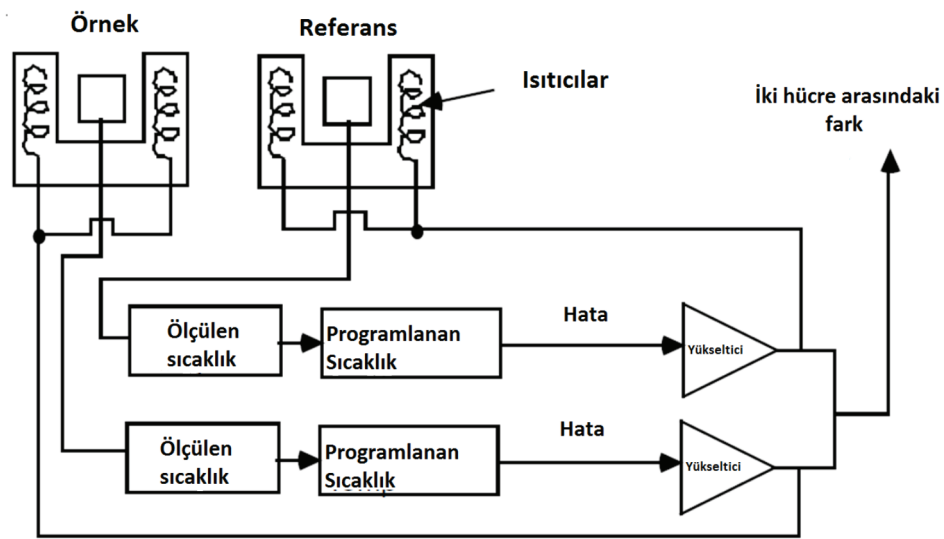 Örnek
Referans
Isıtıcılar
İki hücre arasındaki
fark
Ölçülen
sıcaklık
Programlanan
Sıcaklık
Hata
Yükseltici
Ölçülen
sıcaklık
Programlanan
Sıcaklık
Hata
Yükseltici